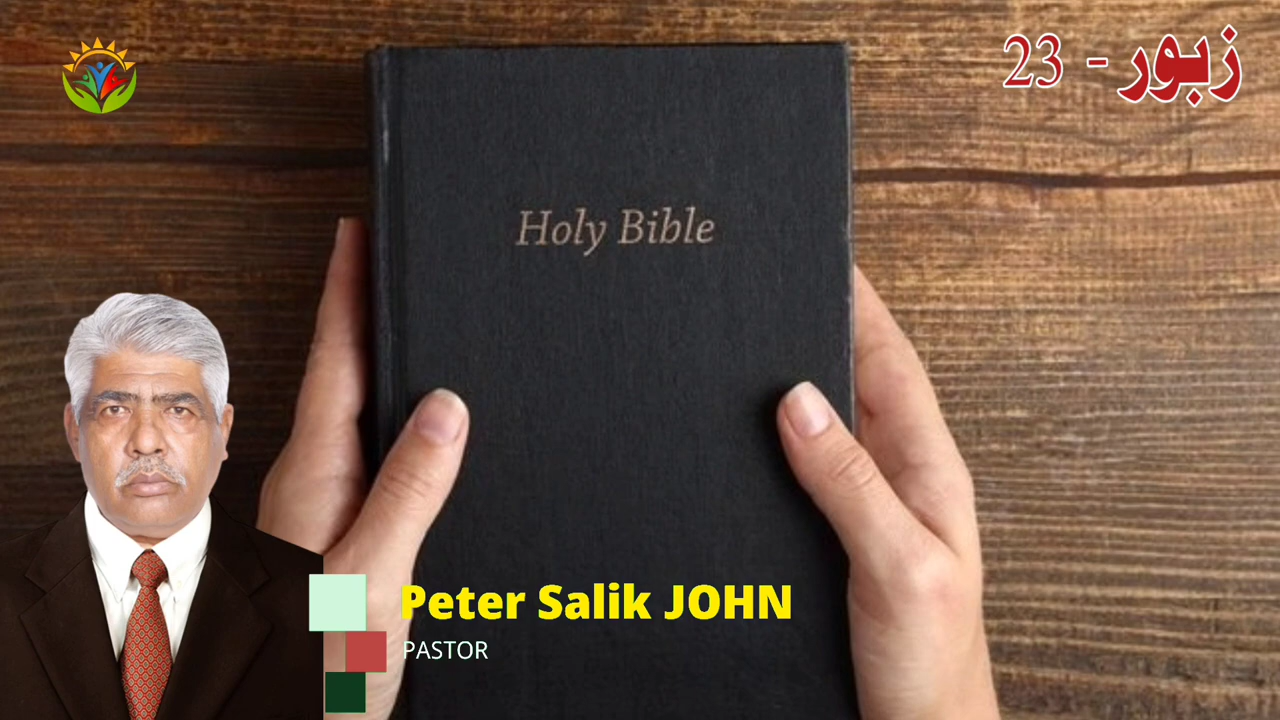 زبور - 23
Holy Bible
Peter Salik JOHN
PASTOR